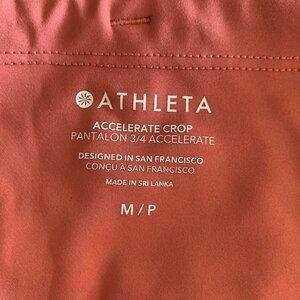 ATHLETA
ACCELERATE CROP
PANTALON 3/4 ACCELERATE
DESIGNED IN SAN FRANCISCO
CONÇU À SAN FRANCISCO
MADE IN SRI LANKA
M / P